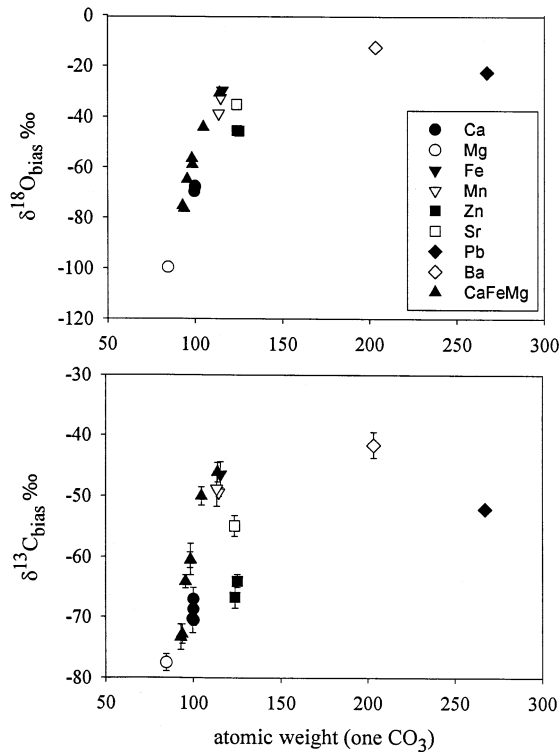 0
-20
-40
-60
-80
-100
-120
δ¹⁸O_bias ‰
Ca
Mg
Fe
Mn
Zn
Sr
Pb
Ba
CaFeMg
50 100 150 200 250 300
-30
-40
-50
-60
-70
-80
δ¹³C_bias ‰
50 100 150 200 250 300
atomic weight (one CO₃)